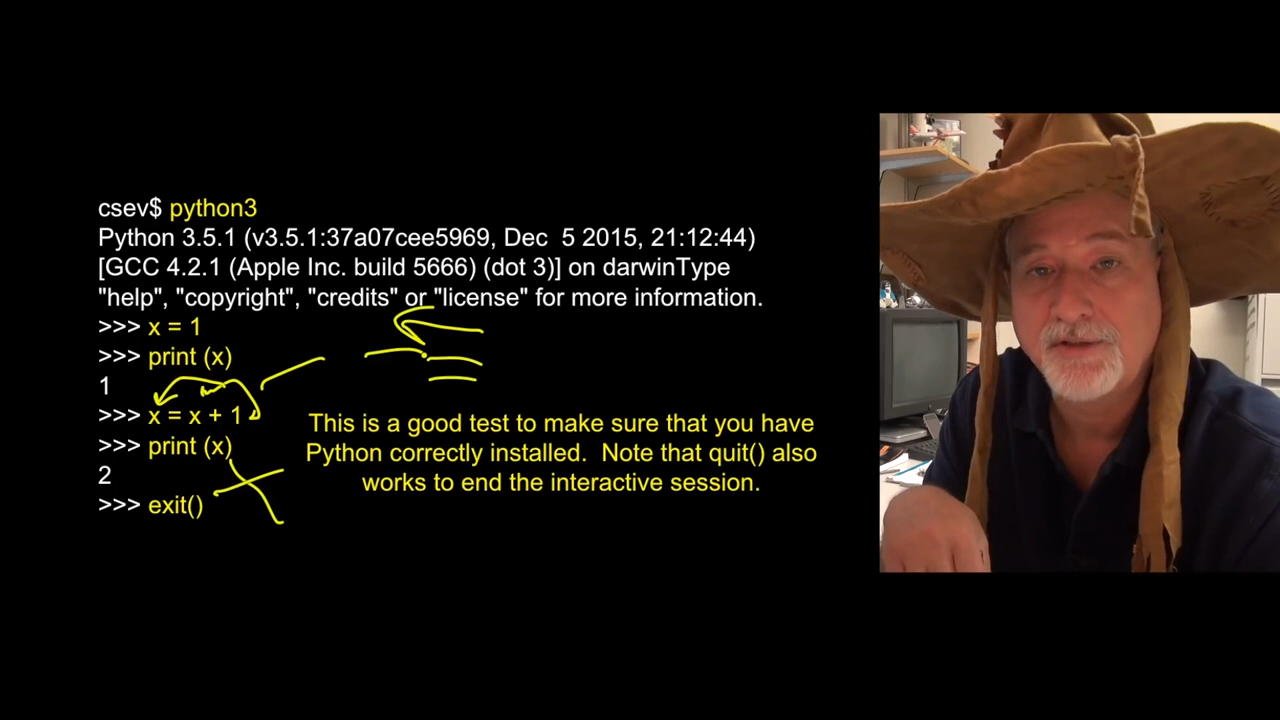 csev$ python3
Python 3.5.1 (v3.5.1:37a07cee5969, Dec  5 2015, 21:12:44)
[GCC 4.2.1 (Apple Inc. build 5666) (dot 3)] on darwinType
"help", "copyright", "credits" or "license" for more information.
>>> x = 1
>>> print (x)
1
>>> x = x + 1
>>> print (x)
2
>>> exit()
This is a good test to make sure that you have
Python correctly installed.  Note that quit() also
works to end the interactive session.